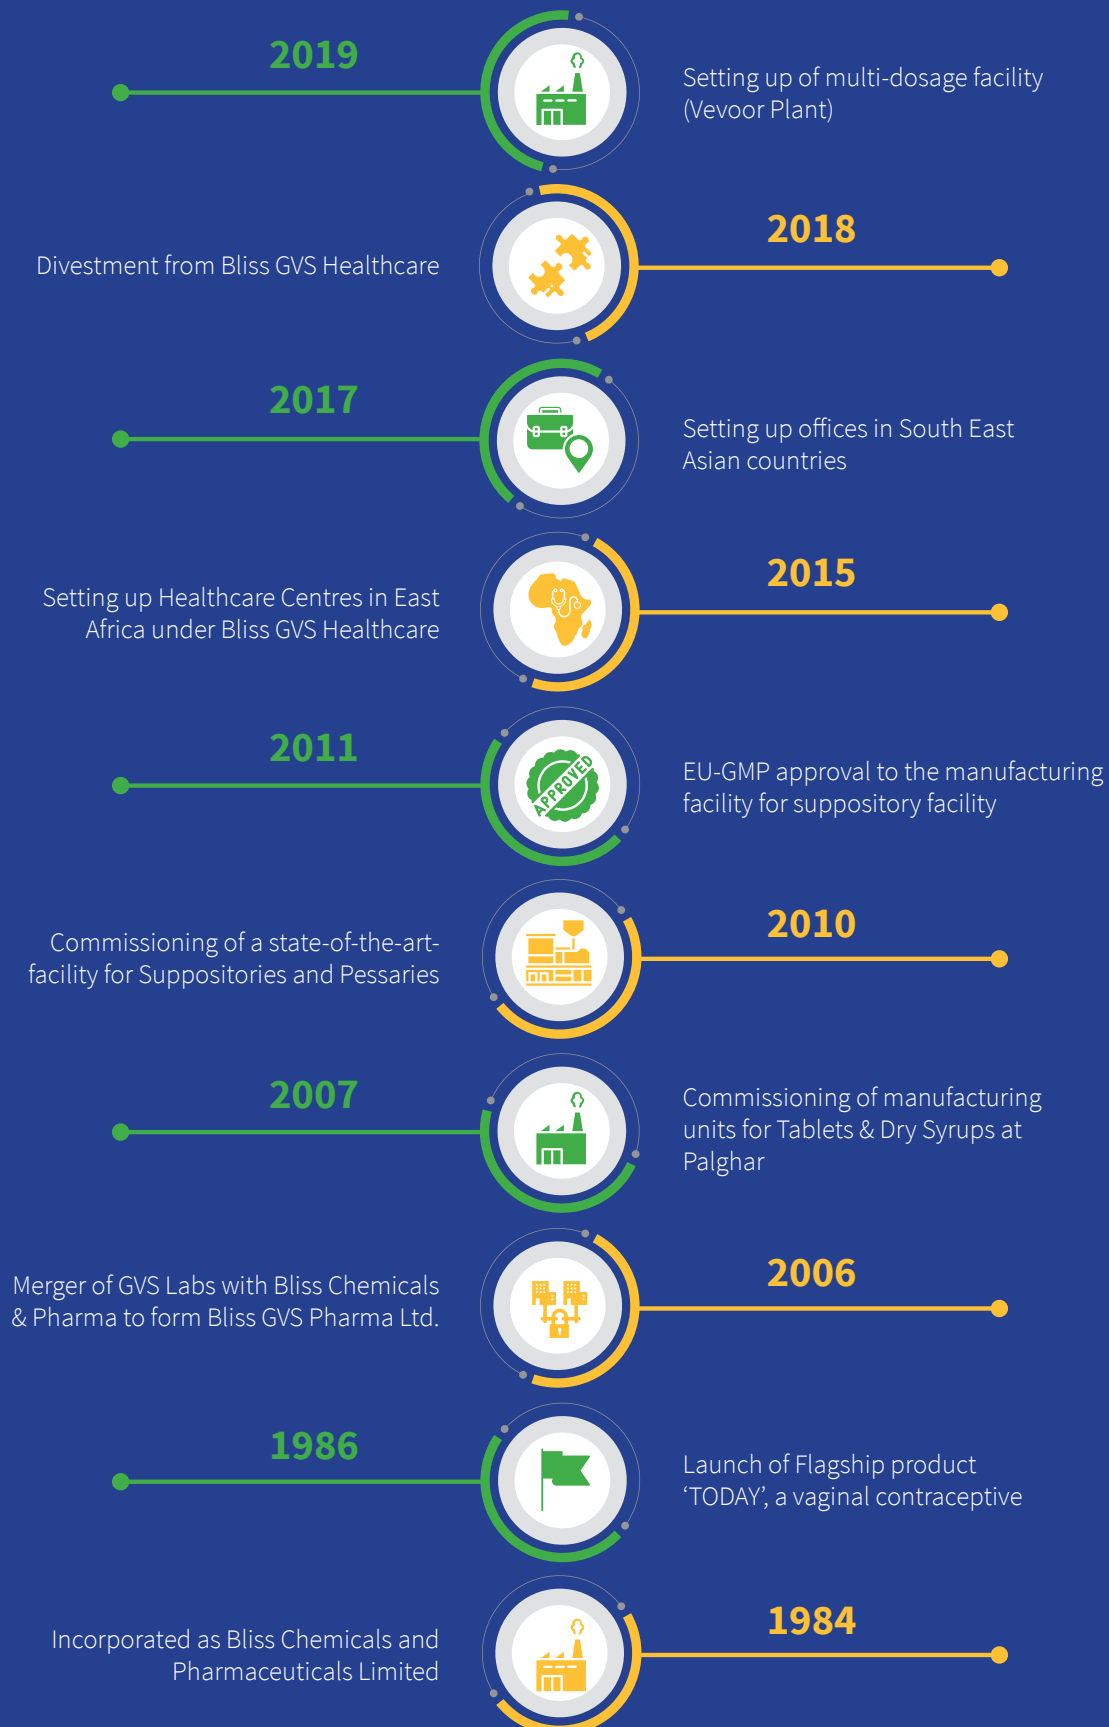 2019
Setting up of multi-dosage facility
(Vevoor Plant)
2018
Divestment from Bliss GVS Healthcare
2017
Setting up offices in South East
Asian countries
2015
Setting up Healthcare Centres in East
Africa under Bliss GVS Healthcare
2011
APPROVED
EU-GMP approval to the manufacturing
facility for suppository facility
2010
Commissioning of a state-of-the-art-
facility for Suppositories and Pessaries
2007
Commissioning of manufacturing
units for Tablets & Dry Syrups at
Palghar
2006
Merger of GVS Labs with Bliss Chemicals
& Pharma to form Bliss GVS Pharma Ltd.
1986
Launch of Flagship product
‘TODAY’, a vaginal contraceptive
1984
Incorporated as Bliss Chemicals and
Pharmaceuticals Limited